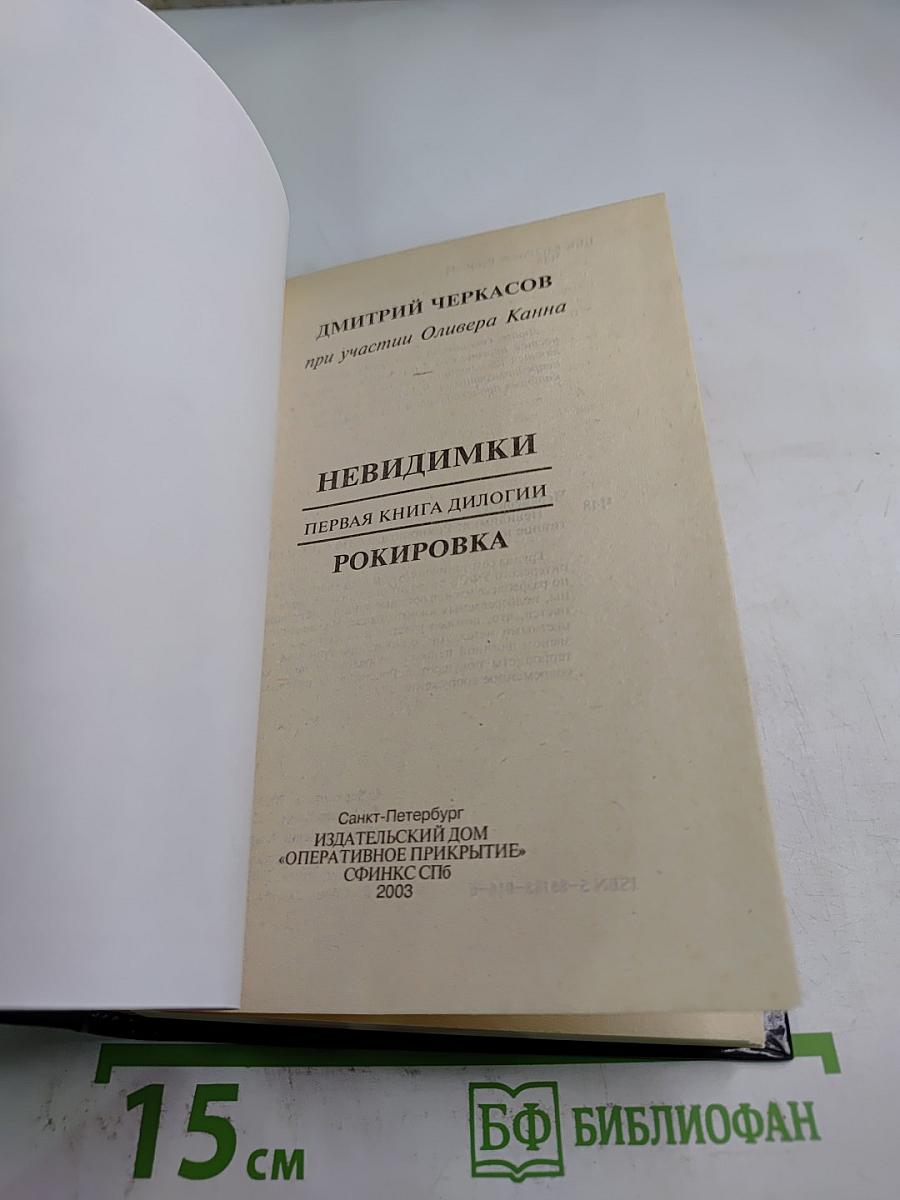 ДМИТРИЙ ЧЕРКАСОВ
при участии Оливера Канна
НЕВИДИМКИ
ПЕРВАЯ КНИГА ДИЛОГИИ
РОКИРОВКА
Санкт-Петербург
ИЗДАТЕЛЬСКИЙ ДОМ
«ОПЕРАТИВНОЕ ПРИКРЫТИЕ»
СФИНКС СПб
2003
15 см
БФ БИБЛИОФАН